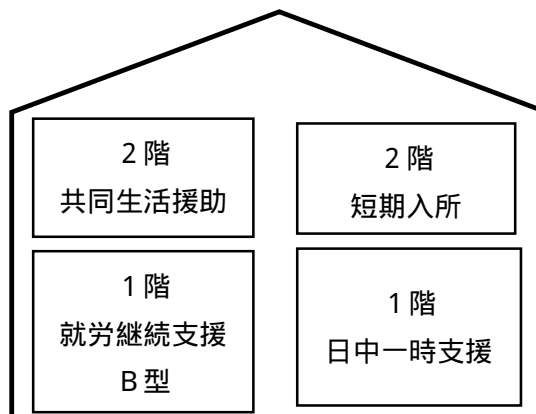 2 階
共同生活援助
2 階
短期入所
1 階
就労継続支援
B 型
1 階
日中一時支援